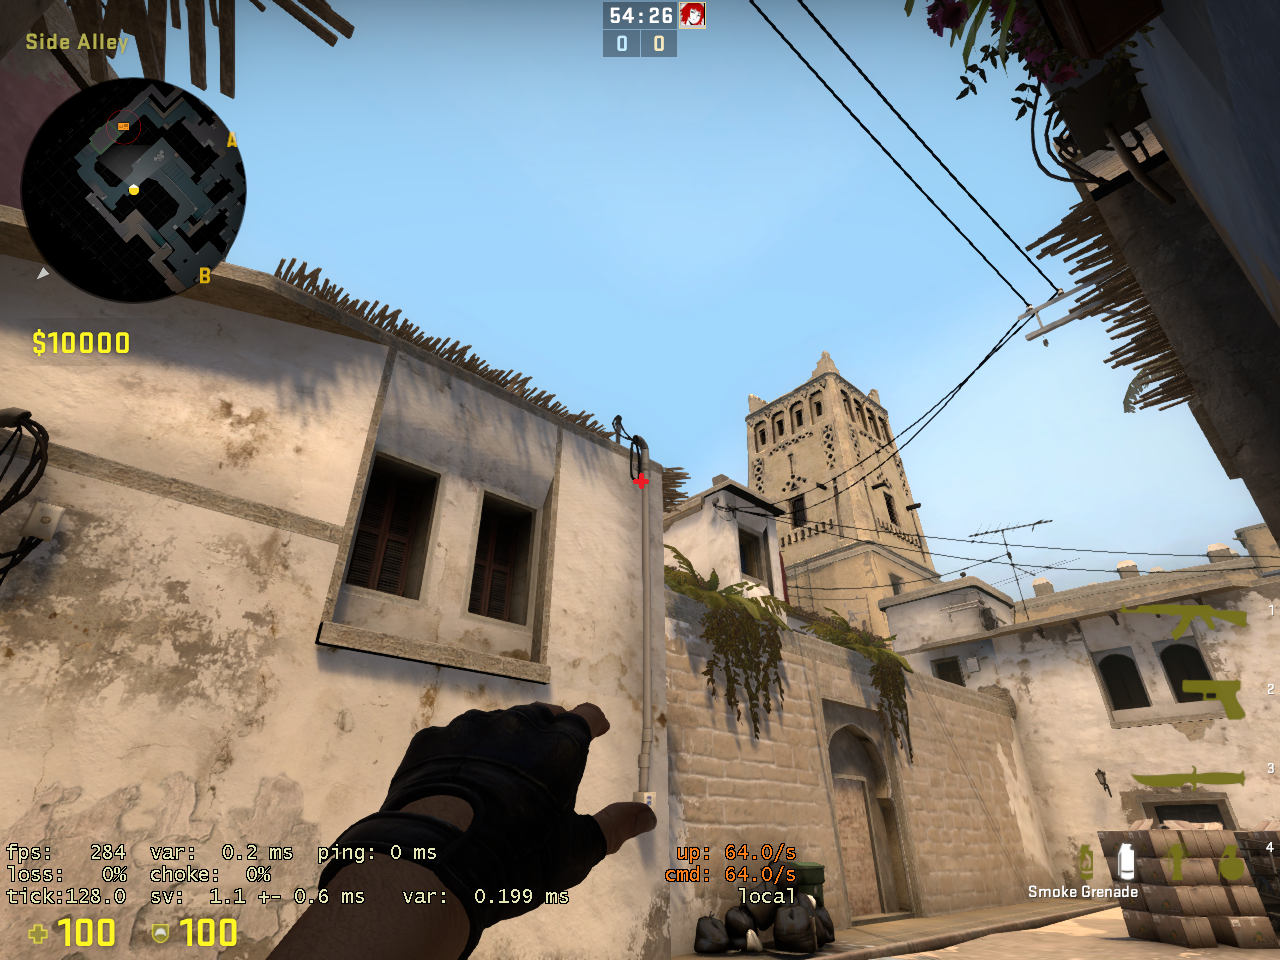 54:26
0 0
Side Alley
A
B
$10000
1
2
3
4
Smoke Grenade
fps: 284 var: 0.2 ms ping: 0 ms
loss: 0% choke: 0%
tick:128.0 sv: 1.1 +- 0.6 ms var: 0.199 ms
up: 64.0/s
cmd: 64.0/s
local
100 100